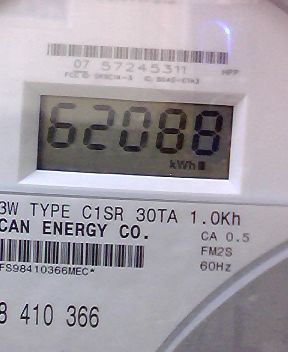 07 57245311
62088
kWh
3W TYPE C1SR 30TA 1.0Kh
CAN ENERGY CO.
CA 0.5
FM2S
60Hz
FS98410366MEC*
8 410 366